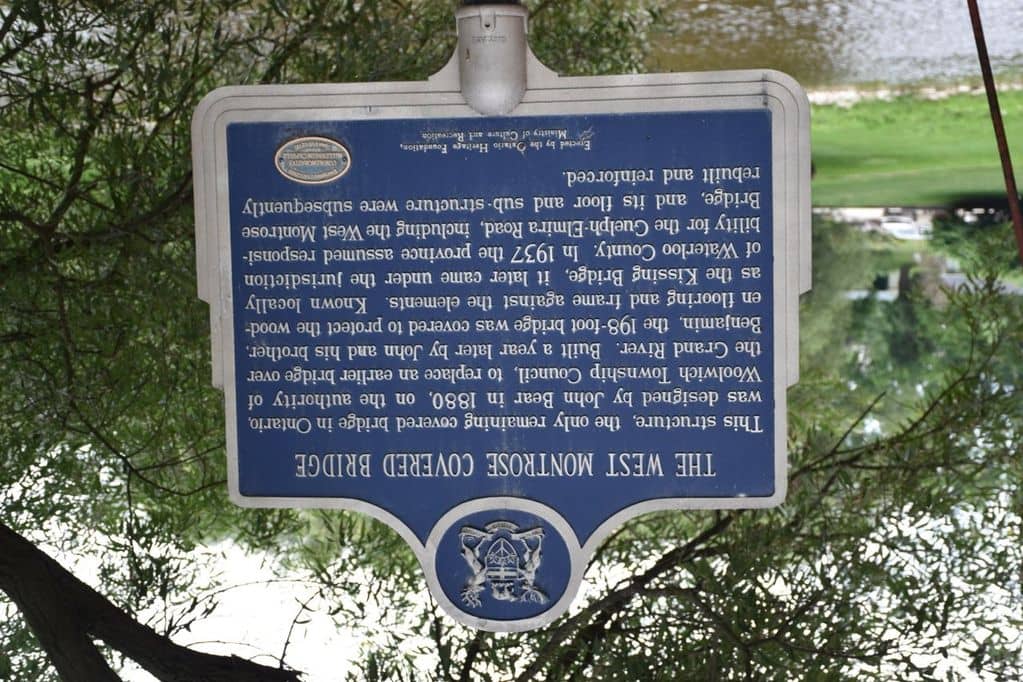 THE WEST MONTROSE COVERED BRIDGE
This structure, the only remaining covered bridge in Ontario,
was designed by John Bear in 1880, on the authority of
Woolwich Township Council, to replace an earlier bridge over
the Grand River. Built a year later by John and his brother,
Benjamin, the 198-foot bridge was covered to protect the wood-
en flooring and frame against the elements. Known locally
as the Kissing Bridge, it later came under the jurisdiction
of Waterloo County. In 1937 the province assumed responsi-
bility for the Guelph-Elmira Road, including the West Montrose
Bridge, and its floor and sub-structure were subsequently
rebuilt and reinforced.
Erected by the Ontario Heritage Foundation,
Ministry of Culture and Recreation